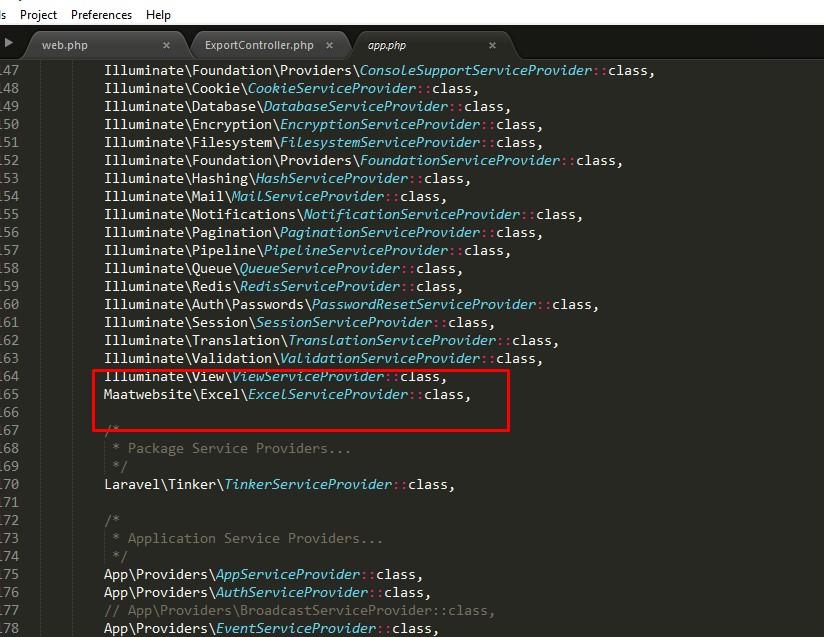 s Project Preferences Help
web.php × ExportController.php × app.php ×
147 Illuminate\Foundation\Providers\ConsoleSupportServiceProvider::class,
148 Illuminate\Cookie\CookieServiceProvider::class,
149 Illuminate\Database\DatabaseServiceProvider::class,
150 Illuminate\Encryption\EncryptionServiceProvider::class,
151 Illuminate\Filesystem\FilesystemServiceProvider::class,
152 Illuminate\Foundation\Providers\FoundationServiceProvider::class,
153 Illuminate\Hashing\HashServiceProvider::class,
154 Illuminate\Mail\MailServiceProvider::class,
155 Illuminate\Notifications\NotificationServiceProvider::class,
156 Illuminate\Pagination\PaginationServiceProvider::class,
157 Illuminate\Pipeline\PipelineServiceProvider::class,
158 Illuminate\Queue\QueueServiceProvider::class,
159 Illuminate\Redis\RedisServiceProvider::class,
160 Illuminate\Auth\Passwords\PasswordResetServiceProvider::class,
161 Illuminate\Session\SessionServiceProvider::class,
162 Illuminate\Translation\TranslationServiceProvider::class,
163 Illuminate\Validation\ValidationServiceProvider::class,
164 Illuminate\View\ViewServiceProvider::class,
165 Maatwebsite\Excel\ExcelServiceProvider::class,
166
167 /*
168 * Package Service Providers...
169 */
170 Laravel\Tinker\TinkerServiceProvider::class,
171
172 /*
173 * Application Service Providers...
174 */
175 App\Providers\AppServiceProvider::class,
176 App\Providers\AuthServiceProvider::class,
177 // App\Providers\BroadcastServiceProvider::class,
178 App\Providers\EventServiceProvider::class,